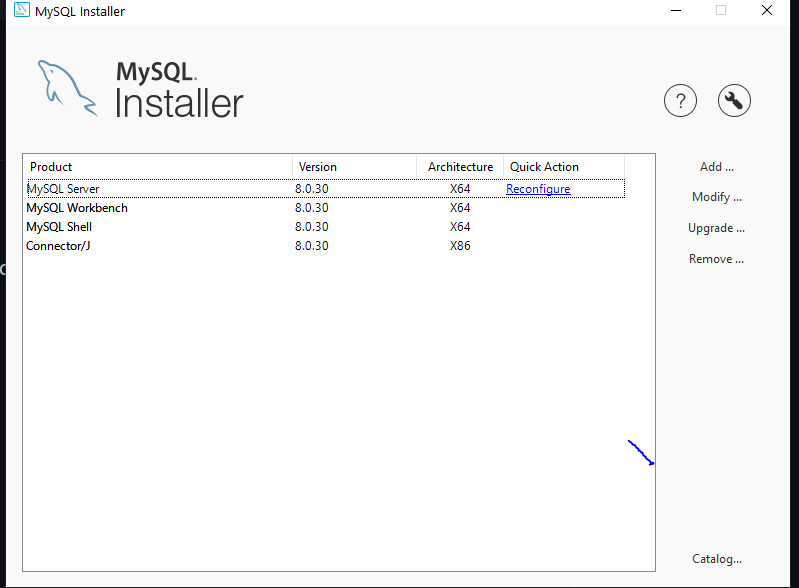 MySQL Installer
MySQL.
Installer
?
Product Version Architecture Quick Action
MySQL Server 8.0.30 X64 Reconfigure
MySQL Workbench 8.0.30 X64
MySQL Shell 8.0.30 X64
Connector/J 8.0.30 X86
Add ...
Modify ...
Upgrade ...
Remove ...
Catalog...